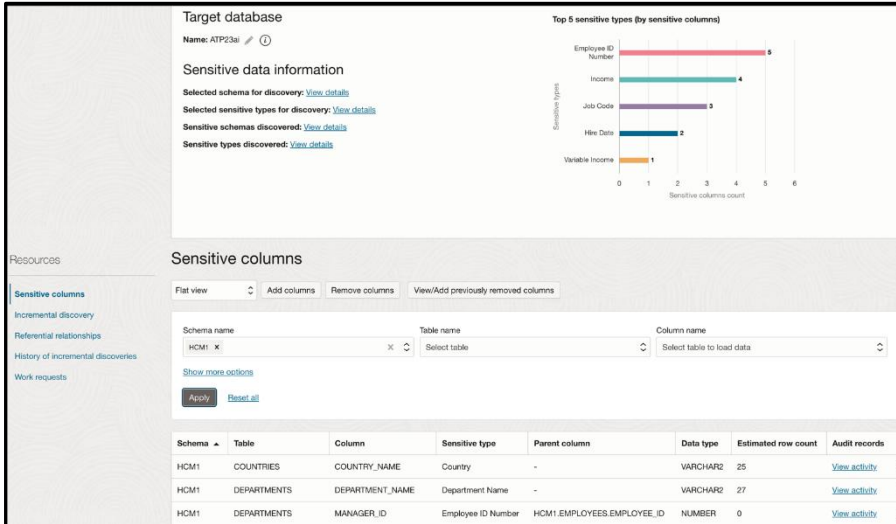 Target database
Name: ATP23ai
Sensitive data information
Selected schema for discovery: View details
Selected sensitive types for discovery: View details
Sensitive schemas discovered: View details
Sensitive types discovered: View details
Top 5 sensitive types (by sensitive columns)
Sensitive types
Employee ID
Number
5
Income
4
Job Code
3
Hire Date
2
Variable Income
1
0 1 2 3 4 5 6
Sensitive columns count
Resources
Sensitive columns
Incremental discovery
Referential relationships
History of incremental discoveries
Work requests
Sensitive columns
Flat view Add columns Remove columns View/Add previously removed columns
Schema name Table name Column name
HCM1 × × Select table Select table to load data
Show more options
Apply Reset all
Schema Table Column Sensitive type Parent column Data type Estimated row count Audit records
HCM1 COUNTRIES COUNTRY_NAME Country - VARCHAR2 25 View activity
HCM1 DEPARTMENTS DEPARTMENT_NAME Department Name - VARCHAR2 27 View activity
HCM1 DEPARTMENTS MANAGER_ID Employee ID Number HCM1.EMPLOYEES.EMPLOYEE_ID NUMBER 0 View activity